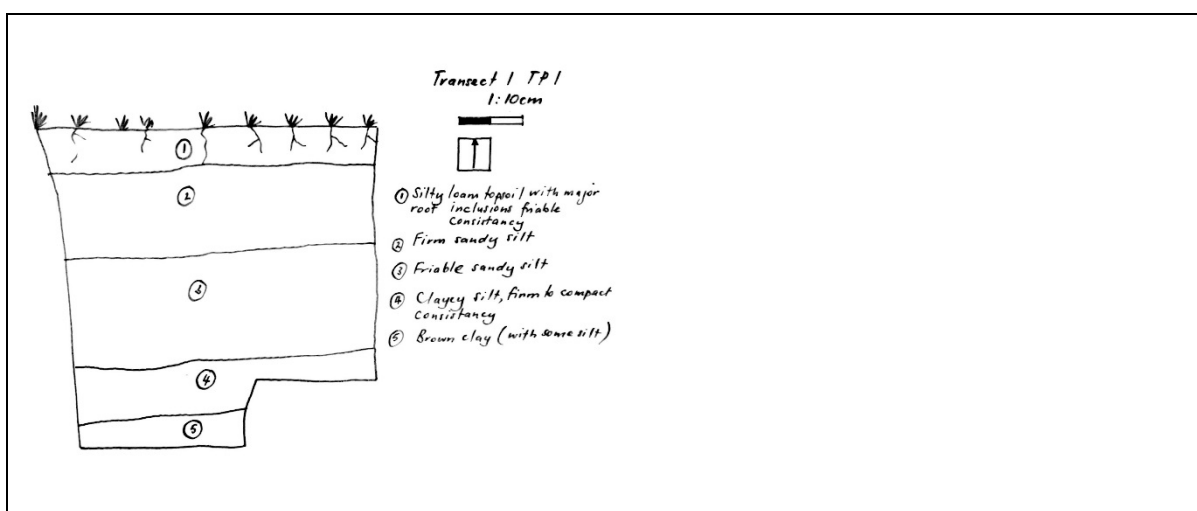 Transect 1 TP 1
1:10cm
① Silty loam topsoil with major
root inclusions friable
consistancy
② Firm sandy silt
③ Friable sandy silt
④ Clayey silt, firm to compact
consistancy
⑤ Brown clay (with some silt)
①
②
③
④
⑤